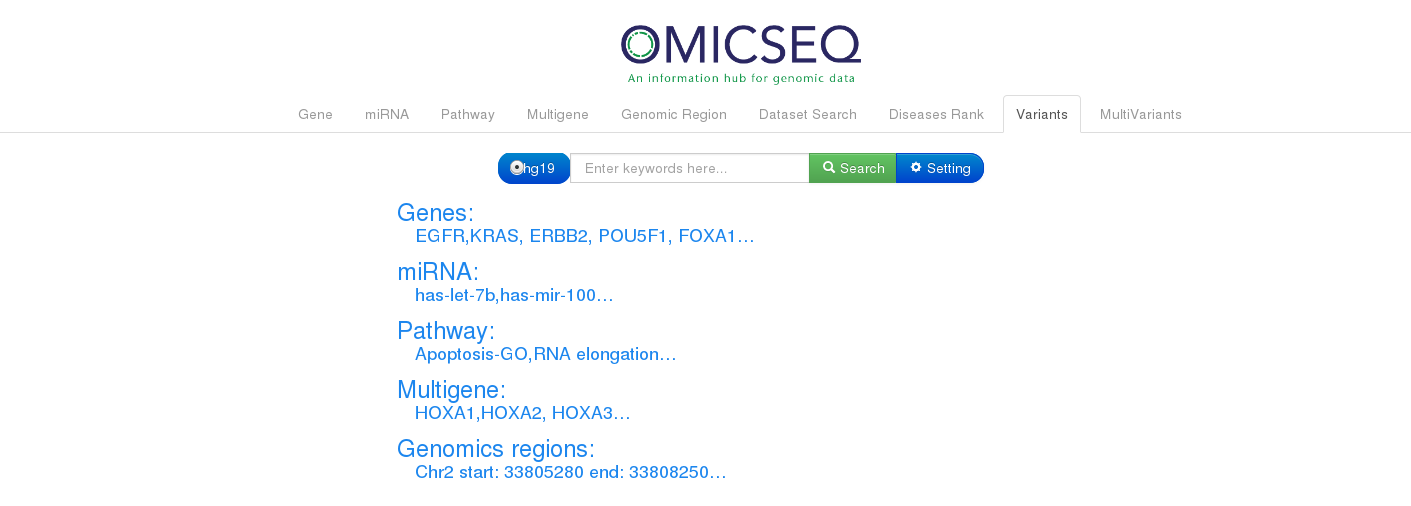 OMICSEQ
An information hub for genomic data
Gene miRNA Pathway Multigene Genomic Region Dataset Search Diseases Rank Variants MultiVariants
hg19 Enter keywords here... Search Setting
Genes:
EGFR,KRAS, ERBB2, POU5F1, FOXA1...
miRNA:
has-let-7b,has-mir-100...
Pathway:
Apoptosis-GO,RNA elongation...
Multigene:
HOXA1,HOXA2, HOXA3...
Genomics regions:
Chr2 start: 33805280 end: 33808250...